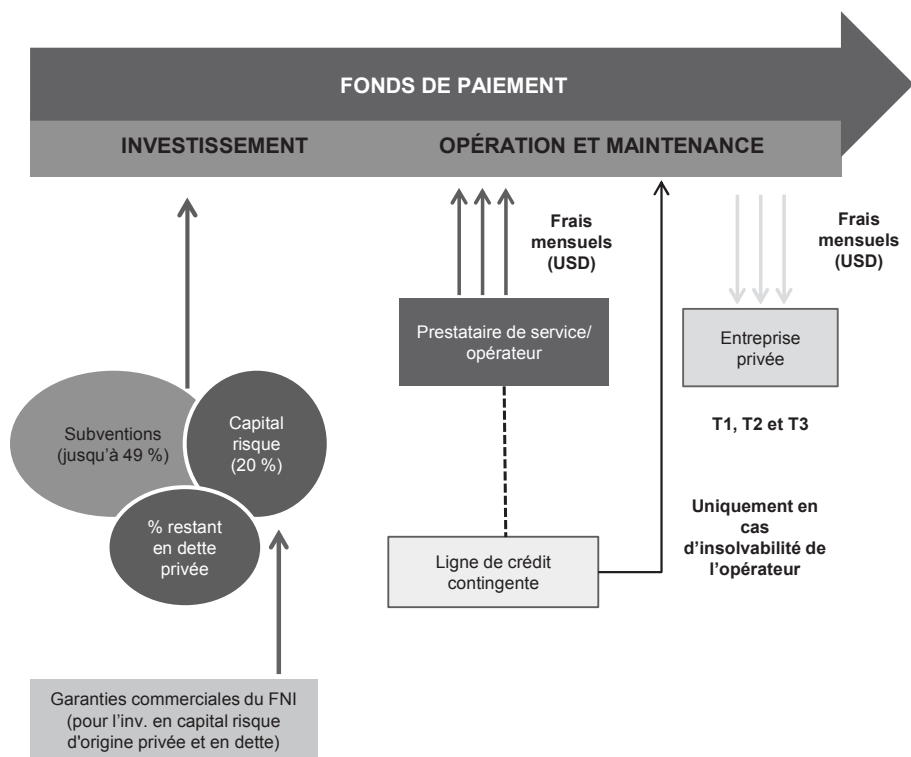 FONDS DE PAIEMENT
INVESTISSEMENT
OPÉRATION ET MAINTENANCE
Frais
mensuels
(USD)
Frais
mensuels
(USD)
Prestataire de service/
opérateur
Entreprise
privée
Subventions
(jusqu'à 49 %)
Capital
risque
(20 %)
T1, T2 et T3
% restant
en dette
privée
Uniquement en
cas
d'insolvabilité de
l'opérateur
Ligne de crédit
contingente
Garanties commerciales du FNI
(pour l'inv. en capital risque
d'origine privée et en dette)